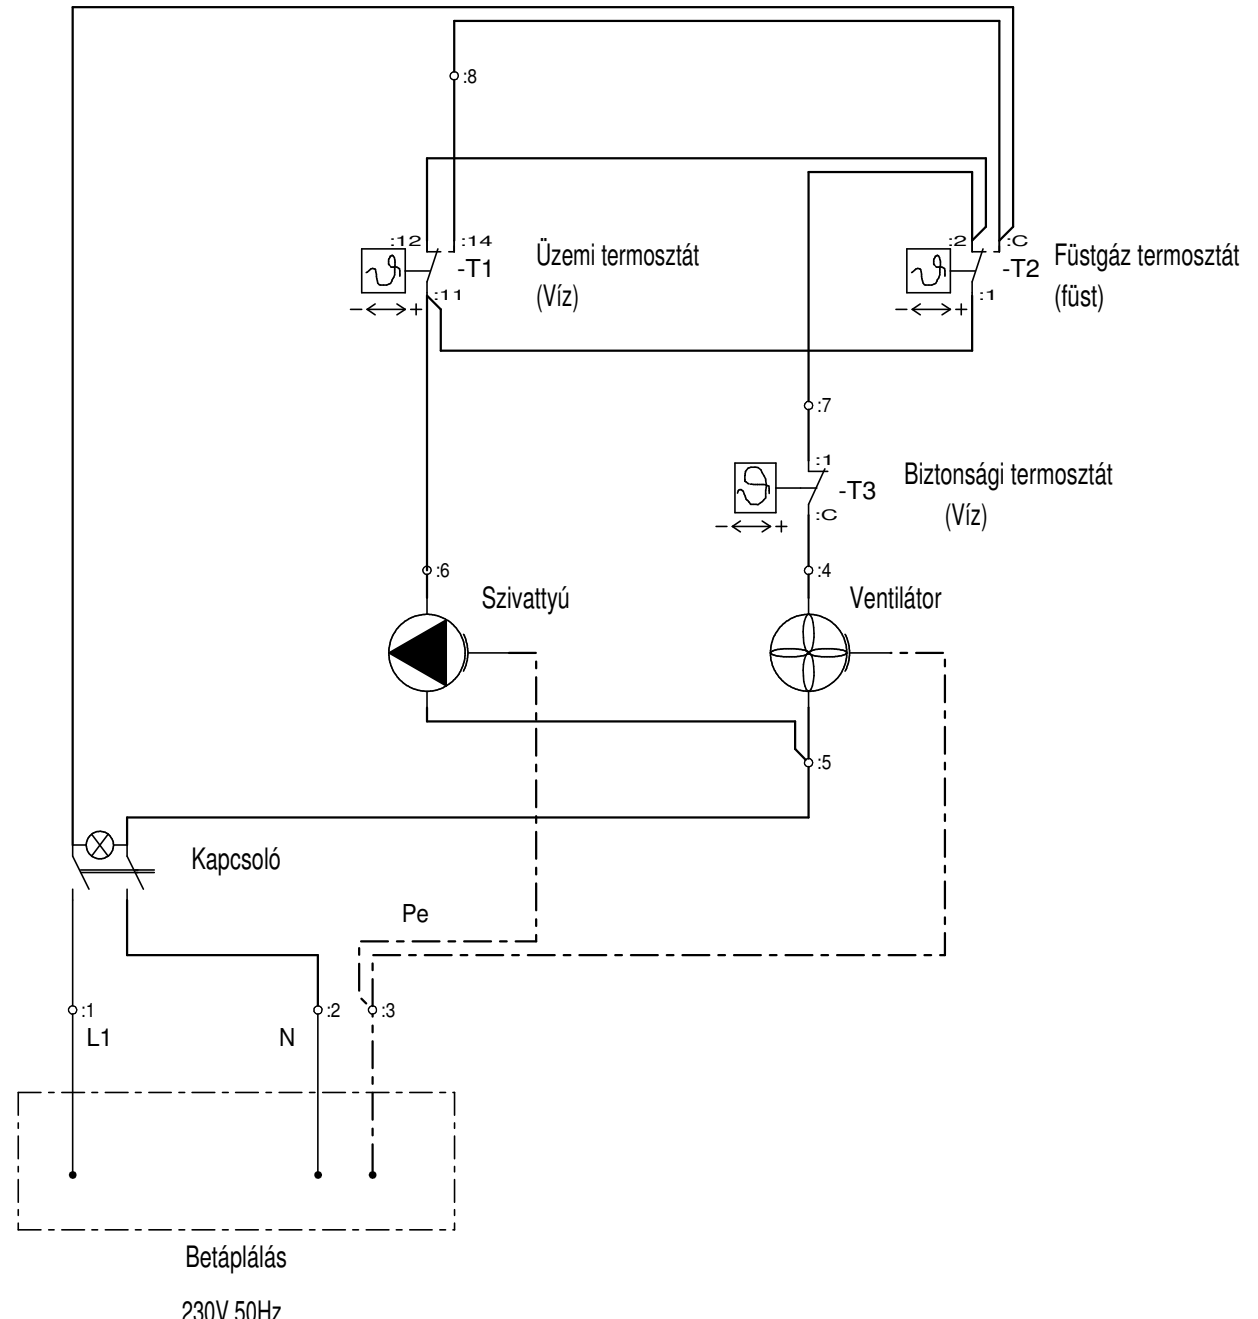 :8
:12 :14
-T1
:11
Üzemi termosztát
(Víz)
:2 :C
-T2
:1
Füstgáz termosztát
(füst)
:7
:1
-T3
:C
Biztonsági termosztát
(Víz)
:6
Szivattyú
:4
Ventilátor
:5
Kapcsoló
Pe
:1
L1
:2
N
:3
Betáplálás
230V 50Hz